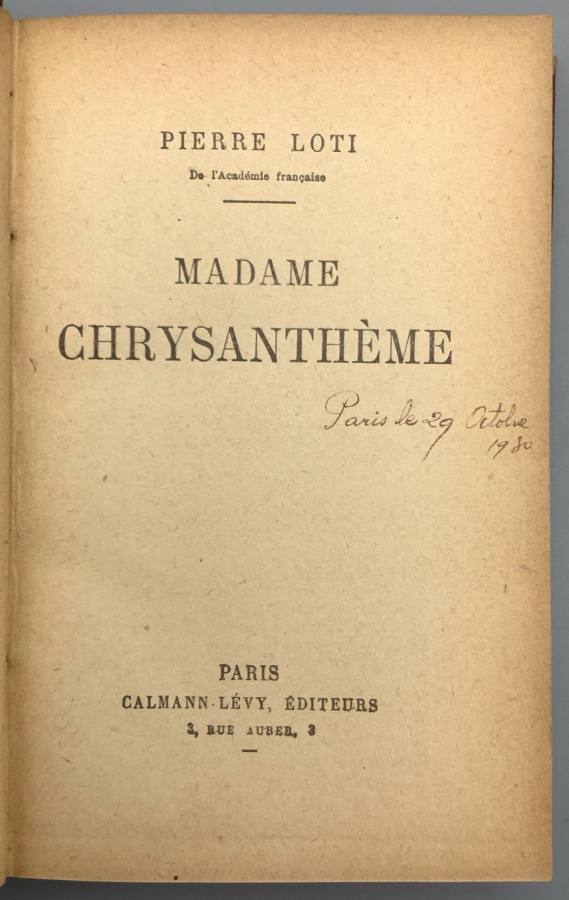 PIERRE LOTI
De l'Académie française
MADAME
CHRYSANTHÈME
Paris le 29 Octobre
1930
PARIS
CALMANN-LÉVY, ÉDITEURS
3, RUE AUBER, 3